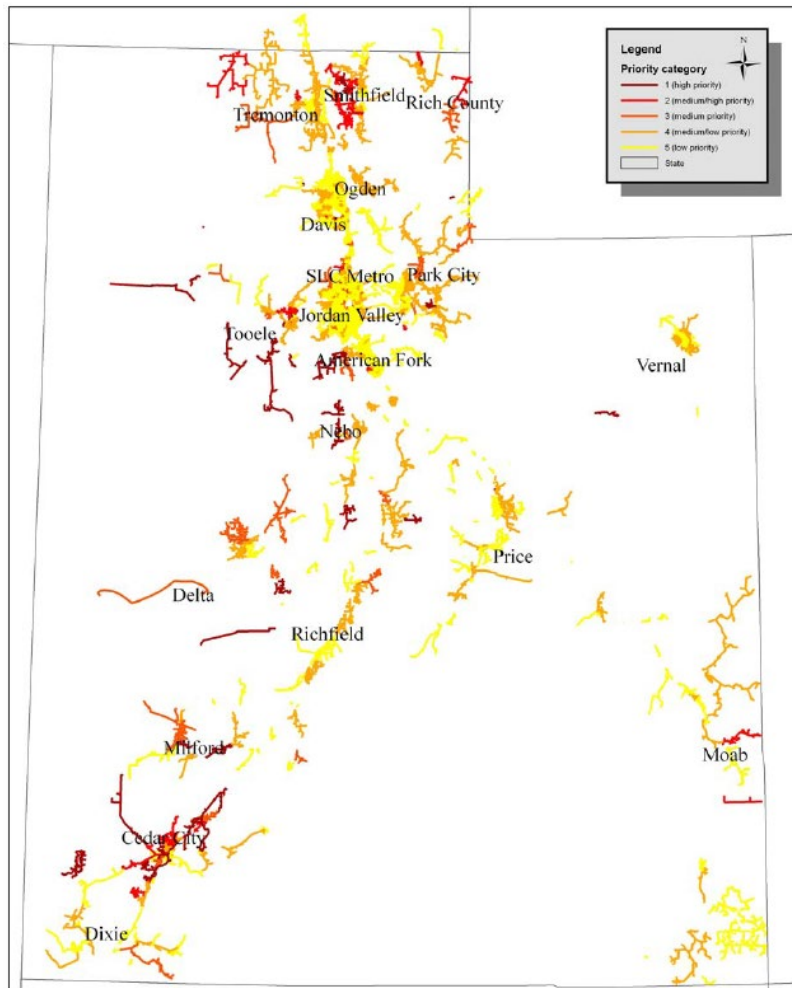 N
Legend
Priority category
1 (high priority)
2 (medium/high priority)
3 (medium priority)
4 (medium/low priority)
5 (low priority)
State
Smithfield
Rich County
Tremonton
Ogden
Davis
SLC Metro
Park City
Jordan Valley
Tooele
American Fork
Vernal
Nebo
Price
Delta
Richfield
Milford
Moab
Cedar City
Dixie